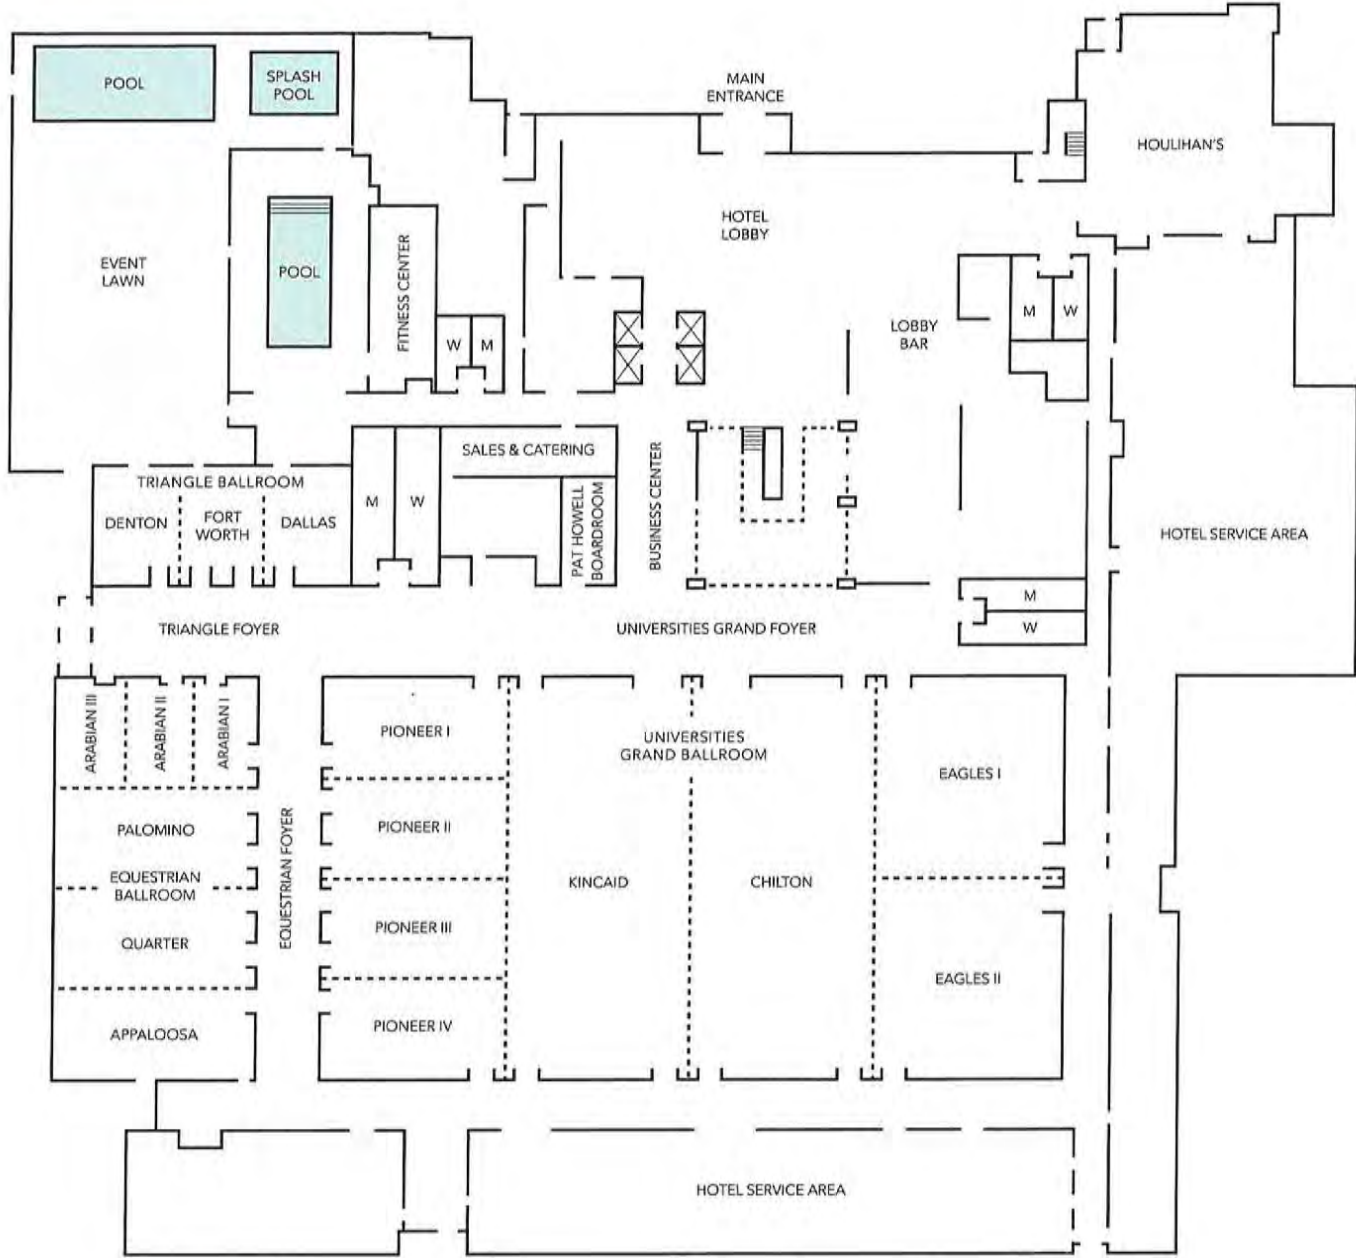 POOL
SPLASH
POOL
MAIN
ENTRANCE
HOULIHAN'S
HOTEL
LOBBY
EVENT
LAWN
POOL
FITNESS CENTER
W
M
LOBBY
BAR
M
W
SALES & CATERING
TRIANGLE BALLROOM
DENTON
FORT
WORTH
DALLAS
M
W
PAT HOWELL
BOARDROOM
BUSINESS CENTER
HOTEL SERVICE AREA
M
W
TRIANGLE FOYER
UNIVERSITIES GRAND FOYER
ARABIAN III
ARABIAN II
ARABIAN I
PIONEER I
UNIVERSITIES
GRAND BALLROOM
EAGLES I
PALOMINO
EQUESTRIAN FOYER
PIONEER II
EQUESTRIAN
BALLROOM
KINCAID
CHILTON
QUARTER
PIONEER III
EAGLES II
APPALOOSA
PIONEER IV
HOTEL SERVICE AREA